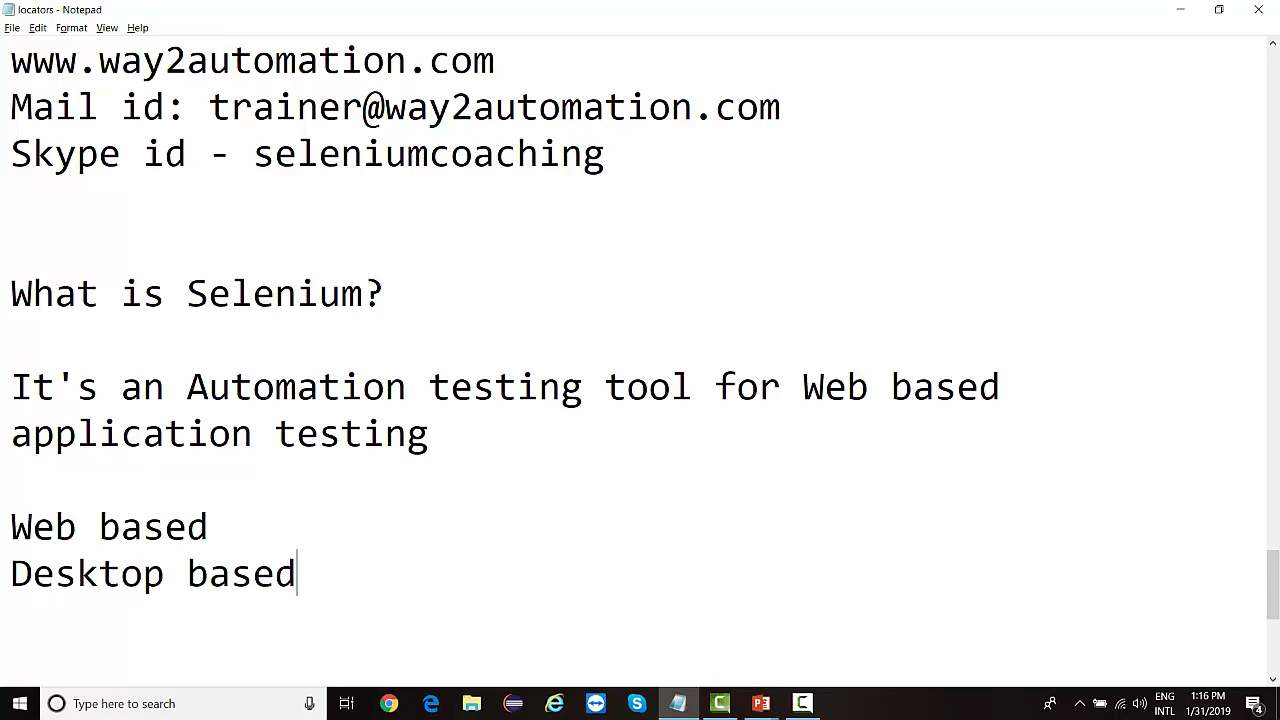 locators - Notepad
File Edit Format View Help
www.way2automation.com
Mail id: trainer@way2automation.com
Skype id - seleniumcoaching
What is Selenium?
It's an Automation testing tool for Web based
application testing
Web based
Desktop based
Type here to search
ENG
INTL
1:16 PM
1/31/2019
4